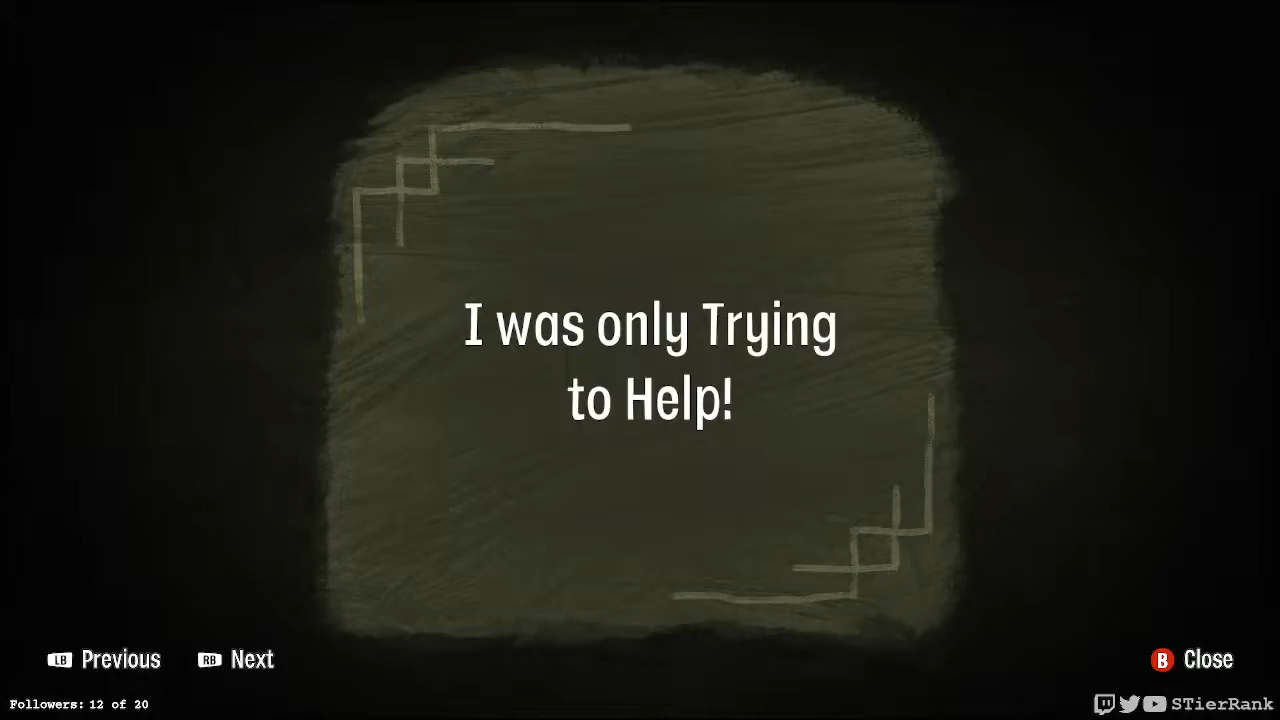 I was only Trying
to Help!
LB Previous RB Next B Close
Followers: 12 of 20 STierRank